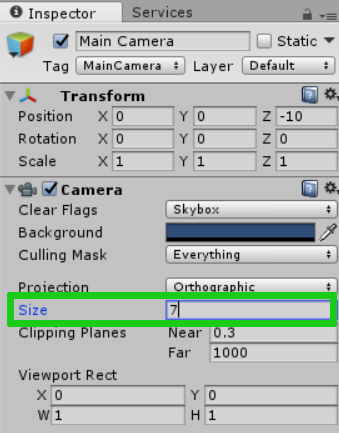 Inspector Services
Main Camera Static
Tag MainCamera Layer Default
Transform
Position X 0 Y 0 Z -10
Rotation X 0 Y 0 Z 0
Scale X 1 Y 1 Z 1
Camera
Clear Flags Skybox
Background
Culling Mask Everything
Projection Orthographic
Size 7
Clipping Planes Near 0.3
Far 1000
Viewport Rect
X 0 Y 0
W 1 H 1